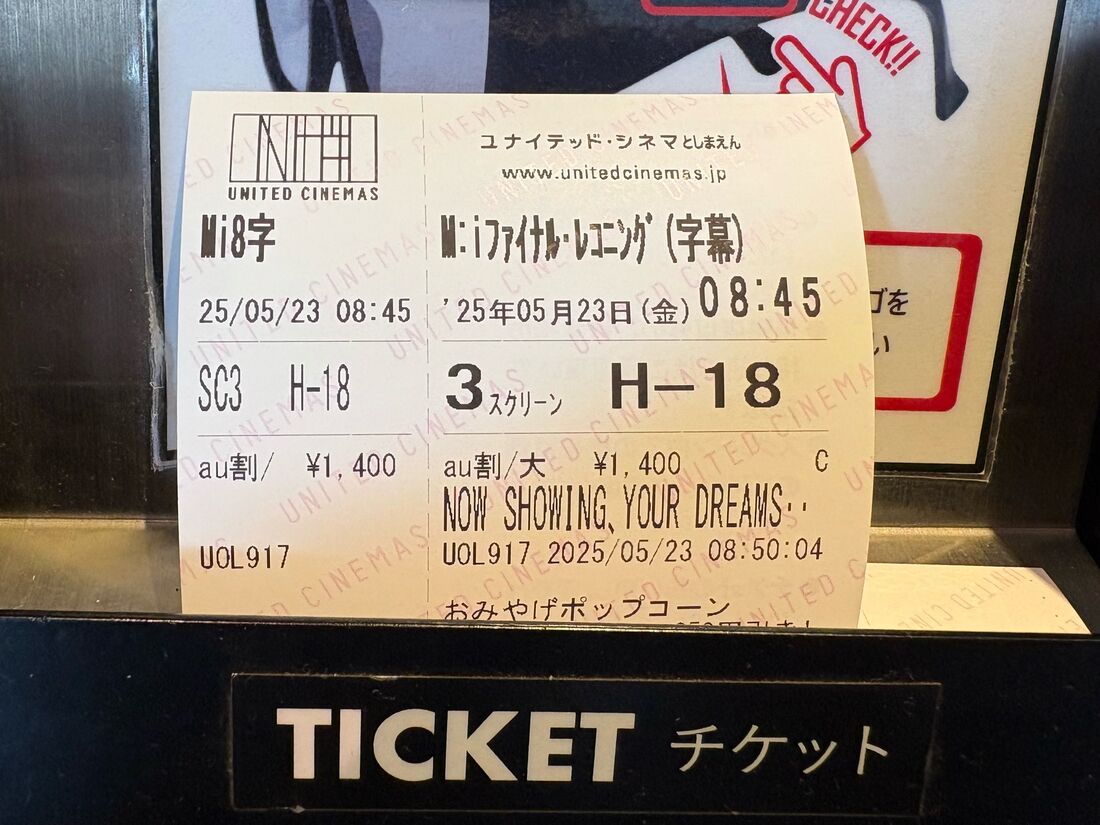 CHECK!!
UNITED CINEMAS
ユナイテッド・シネマとしまえん
www.unitedcinemas.jp
Mi8字
M:iファイナル・レコニング(字幕)
25/05/23 08:45
'25年05月23日(金) 08:45
SC3 H-18
3スクリーン H-18
au割/ ¥1,400
au割/大 ¥1,400 C
NOW SHOWING、YOUR DREAMS‥
UOL917
UOL917 2025/05/23 08:50:04
おみやげポップコーン
ゴを
い
TICKET チケット